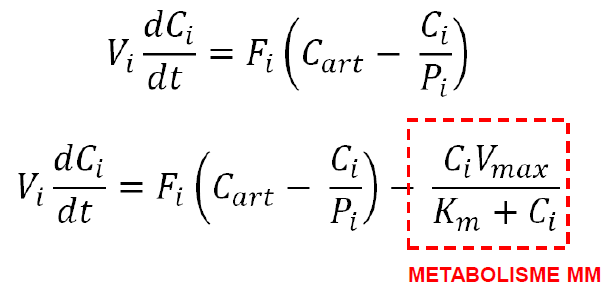 V_i dC_i/dt = F_i (C_art − C_i/P_i)
V_i dC_i/dt = F_i (C_art − C_i/P_i) − C_i V_max/(K_m + C_i)
METABOLISME MM